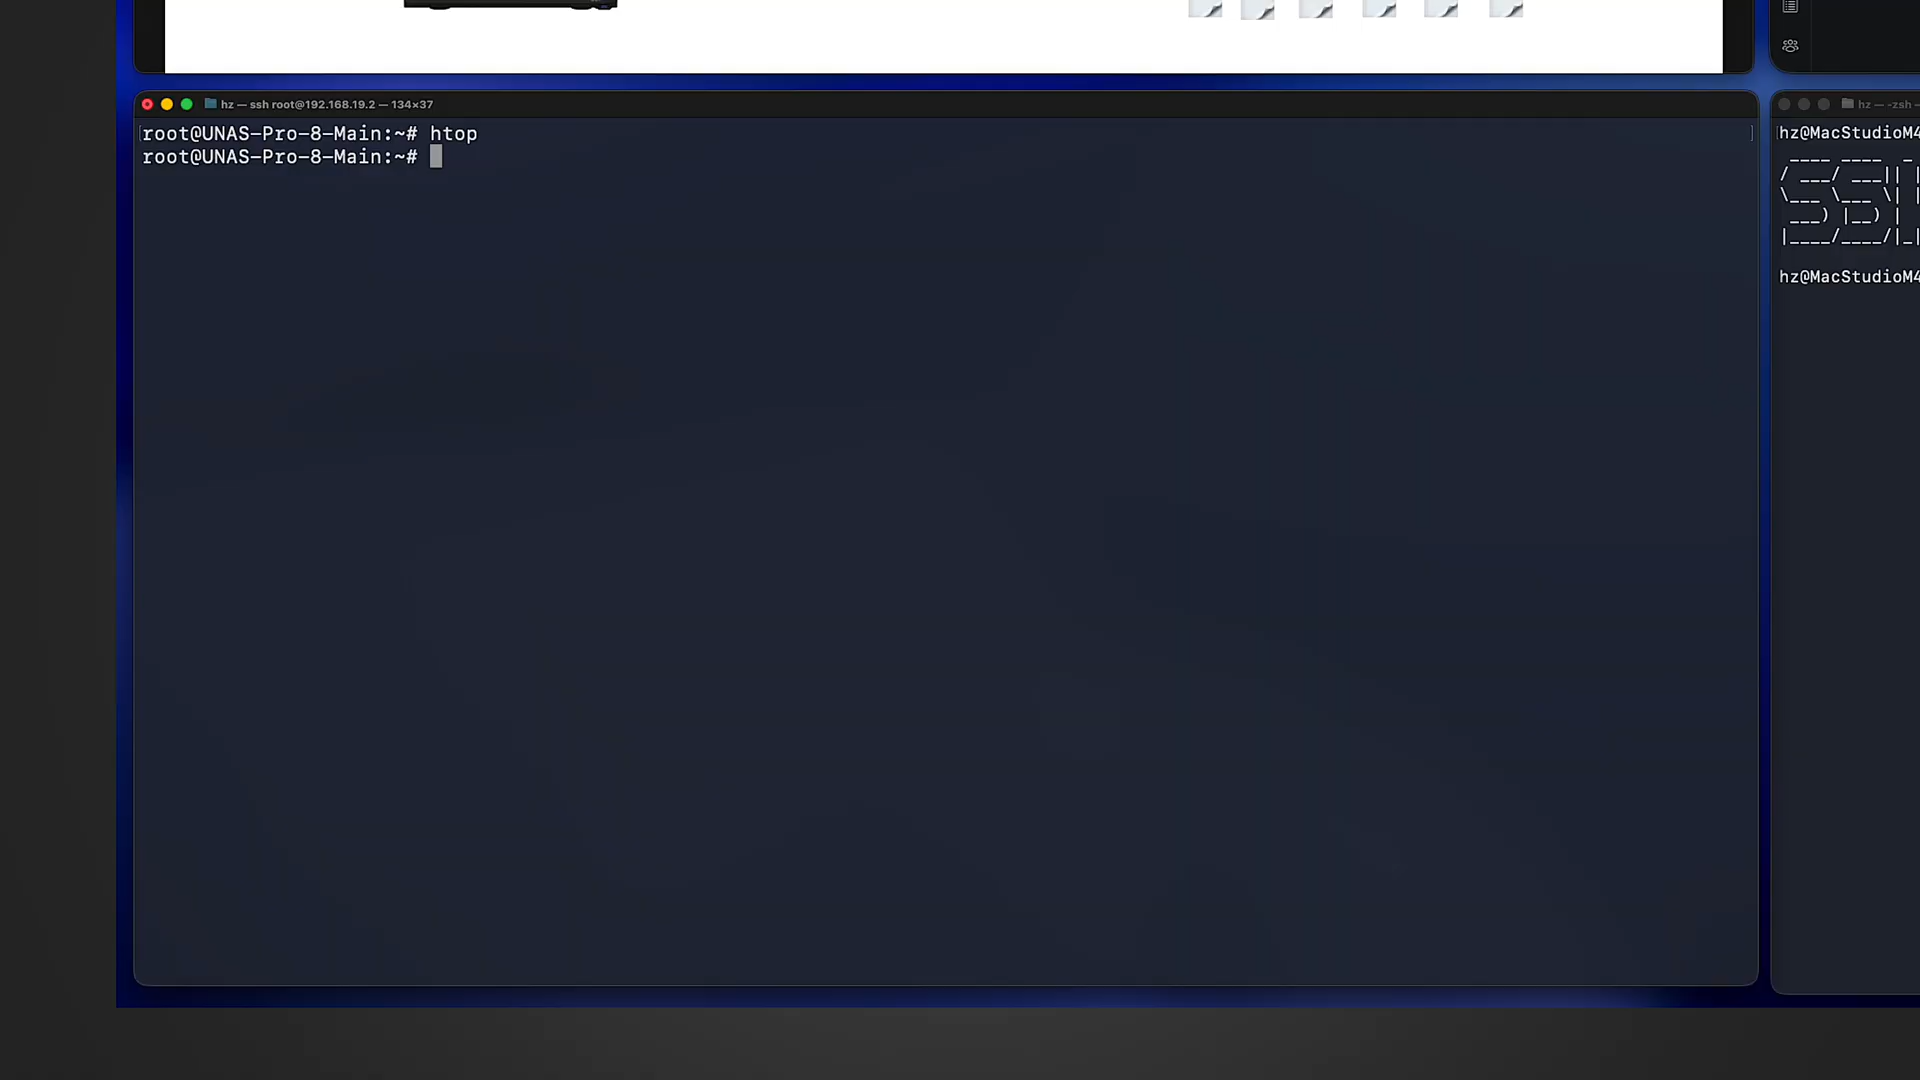 hz — ssh root@192.168.19.2 — 134×37
root@UNAS-Pro-8-Main:~# htop
root@UNAS-Pro-8-Main:~#
hz — -zsh —
hz@MacStudioM4
hz@MacStudioM4